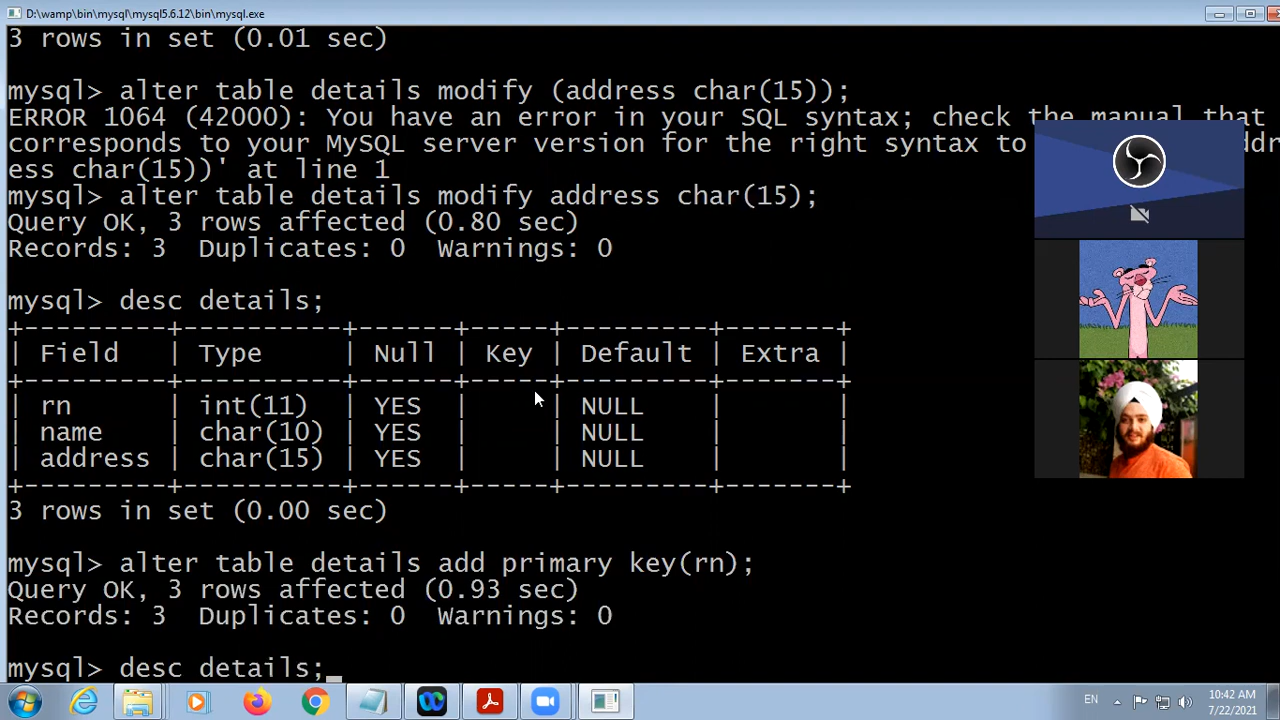 D:\wamp\bin\mysql\mysql5.6.12\bin\mysql.exe
3 rows in set (0.01 sec)
mysql> alter table details modify (address char(15));
ERROR 1064 (42000): You have an error in your SQL syntax; check the manual that
corresponds to your MySQL server version for the right syntax to
ess char(15))' at line 1
mysql> alter table details modify address char(15);
Query OK, 3 rows affected (0.80 sec)
Records: 3  Duplicates: 0  Warnings: 0
mysql> desc details;
+---------+----------+------+-----+---------+-------+
| Field   | Type     | Null | Key | Default | Extra |
+---------+----------+------+-----+---------+-------+
| rn      | int(11)  | YES  |     | NULL    |       |
| name    | char(10) | YES  |     | NULL    |       |
| address | char(15) | YES  |     | NULL    |       |
+---------+----------+------+-----+---------+-------+
3 rows in set (0.00 sec)
mysql> alter table details add primary key(rn);
Query OK, 3 rows affected (0.93 sec)
Records: 3  Duplicates: 0  Warnings: 0
mysql> desc details;
EN
10:42 AM
7/22/2021